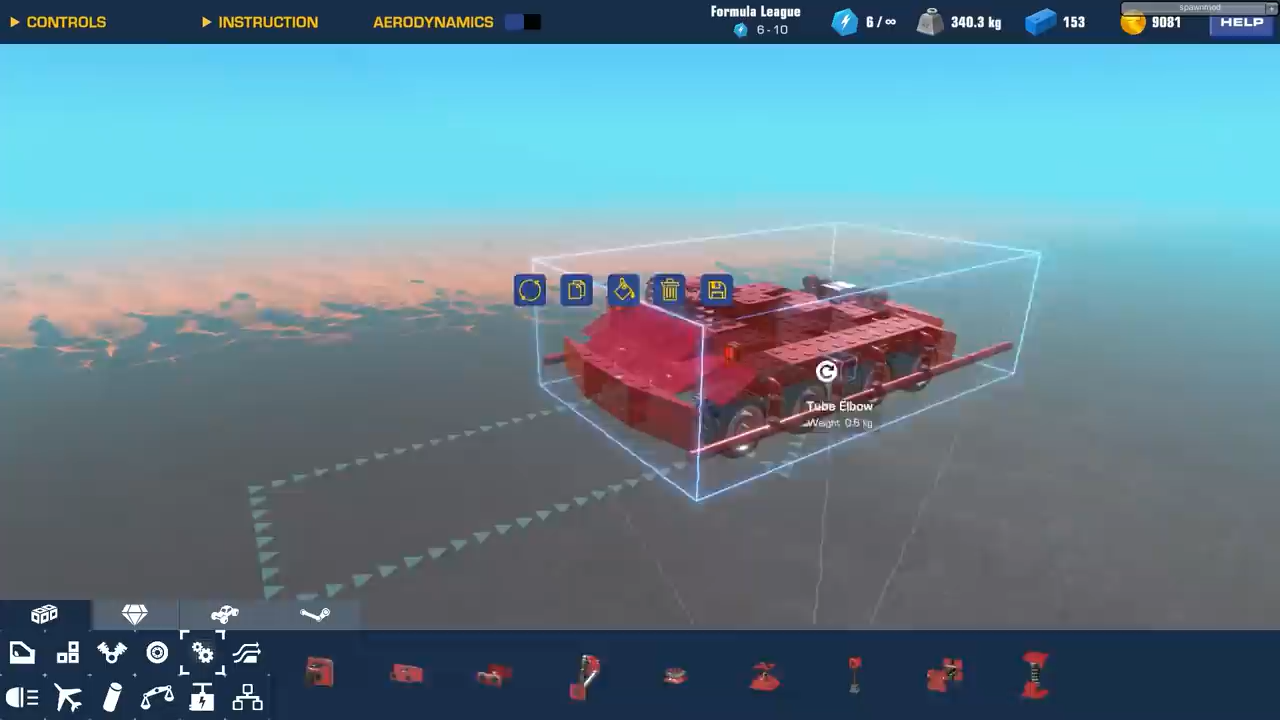 CONTROLS
INSTRUCTION
AERODYNAMICS
Formula League
6 - 10
6 / ∞
340.3 kg
153
9081
spawnmod
HELP
Tube Elbow
Weight 0.6 kg